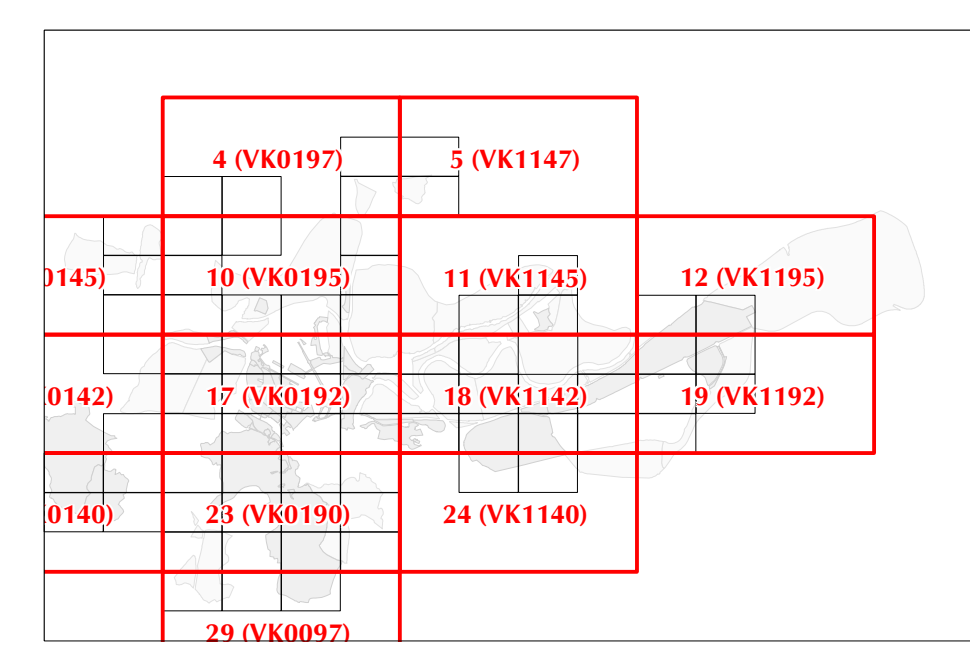 4 (VK0197)
5 (VK1147)
0145)
10 (VK0195)
11 (VK1145)
12 (VK1195)
0142)
17 (VK0192)
18 (VK1142)
19 (VK1192)
0140)
23 (VK0190)
24 (VK1140)
29 (VK0097)